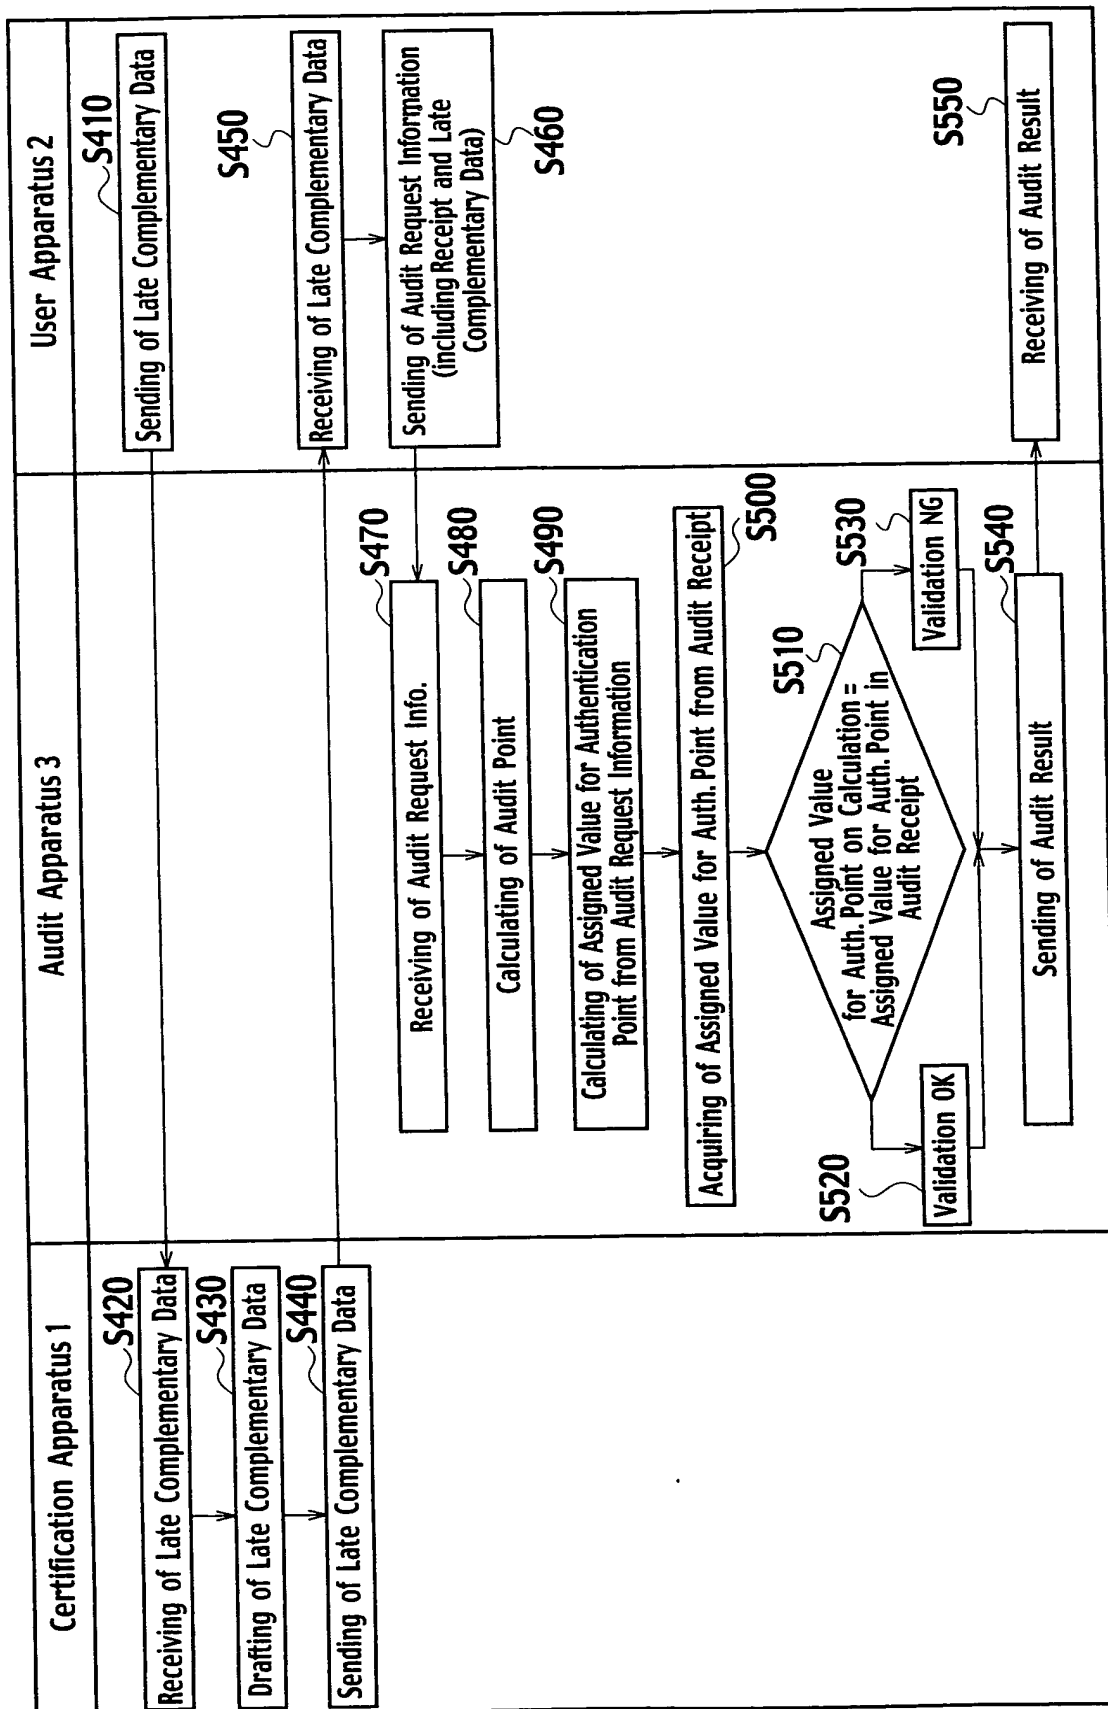 Certification Apparatus 1
Audit Apparatus 3
User Apparatus 2
S410
Sending of Late Complementary Data
S420
Receiving of Late Complementary Data
S430
Drafting of Late Complementary Data
S440
Sending of Late Complementary Data
S450
Receiving of Late Complementary Data
Sending of Audit Request Information
(including Receipt and Late
Complementary Data)
S460
S470
Receiving of Audit Request Info.
S480
Calculating of Audit Point
S490
Calculating of Assigned Value for Authentication
Point from Audit Request Information
Acquiring of Assigned Value for Auth. Point from Audit Receipt
S500
S510
Assigned Value
for Auth. Point on Calculation =
Assigned Value for Auth. Point in
Audit Receipt
S520
Validation OK
S530
Validation NG
S540
Sending of Audit Result
S550
Receiving of Audit Result